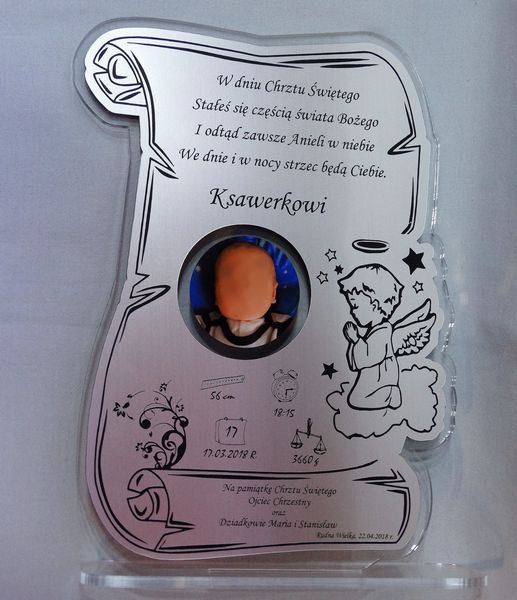 W dniu Chrztu Świętego
Stałeś się częścią świata Bożego
I odtąd zawsze Anieli w niebie
We dnie i w nocy strzec będą Ciebie.
Ksawerkowi
56 cm
18:15
17
17.03.2018 R.
3660 g
Na pamiątkę Chrztu Świętego
Ojciec Chrzestny
oraz
Dziadkowie Maria i Stanisław
Rudna Wielka, 22.04.2018 r.